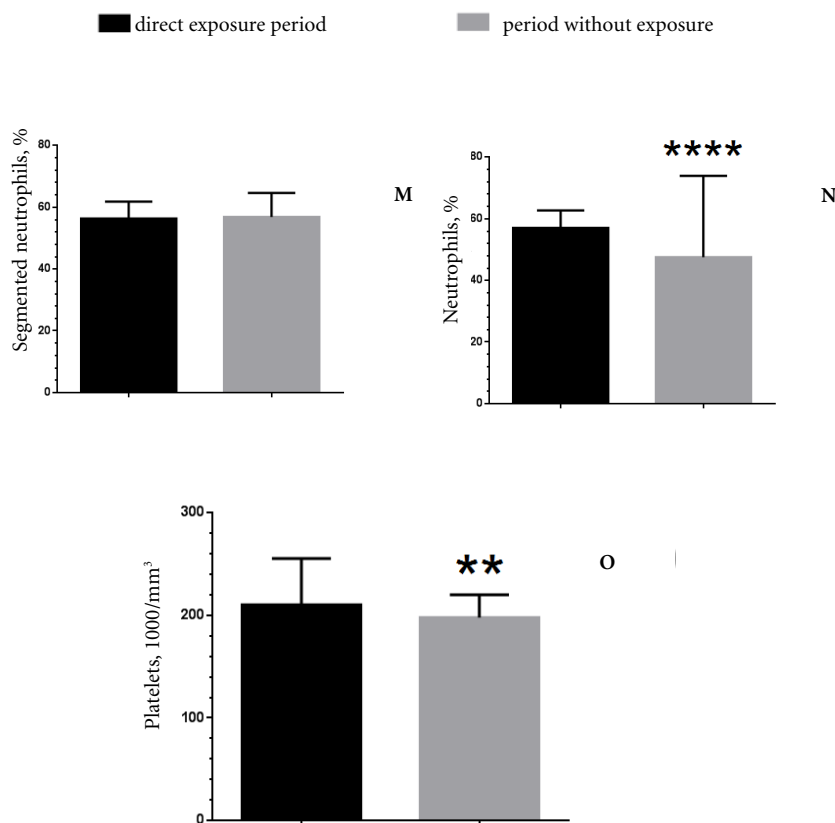 direct exposure period
period without exposure
Segmented neutrophils, %
80
60
40
20
0
M
Neutrophils, %
80
60
40
20
0
****
N
Platelets, 1000/mm³
300
200
100
0
**
O